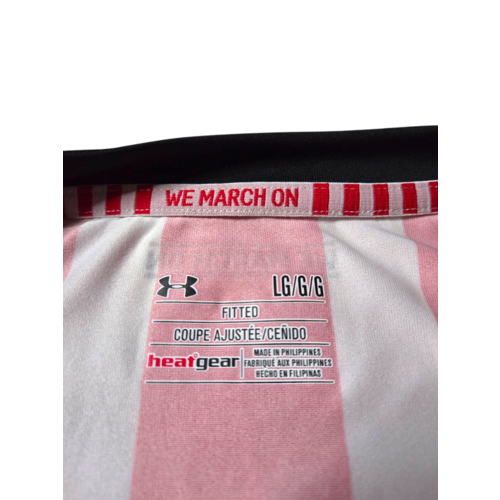 WE MARCH ON
LG/G/G
FITTED
COUPE AJUSTÉE/CEÑIDO
heatgear
MADE IN PHILIPPINES
FABRIQUÉ AUX PHILIPPINES
HECHO EN FILIPINAS